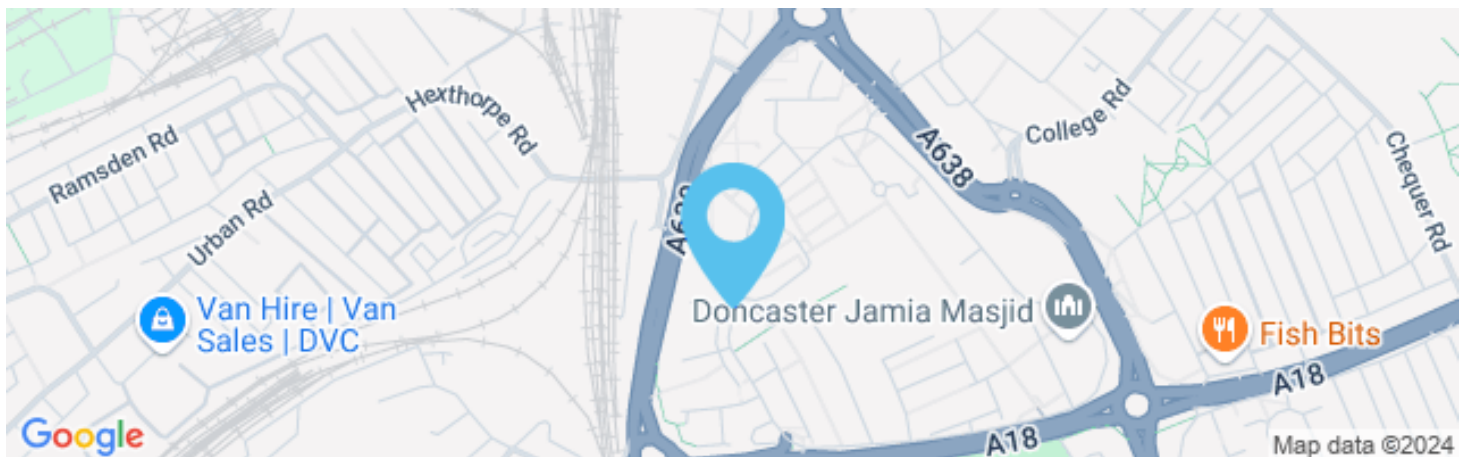 Hexthorpe Rd
Ramsden Rd
Urban Rd
College Rd
A638
Chequer Rd
Van Hire | Van
Sales | DVC
Doncaster Jamia Masjid
Fish Bits
A18
A18
Google
Map data ©2024